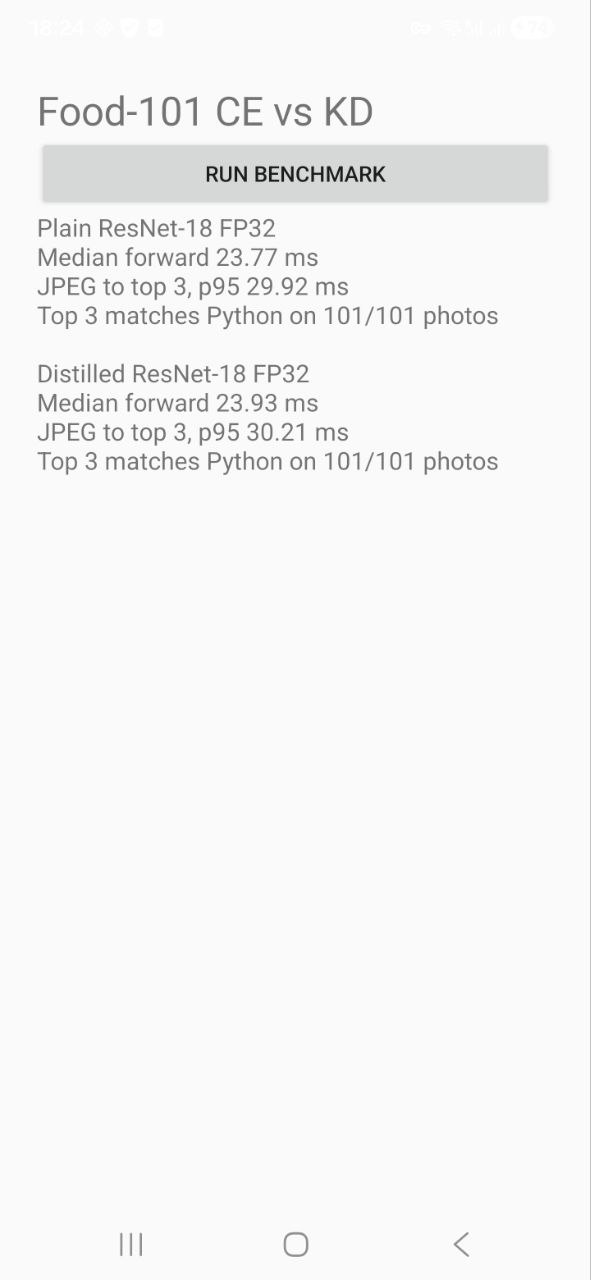 18:24
Food-101 CE vs KD
RUN BENCHMARK
Plain ResNet-18 FP32
Median forward 23.77 ms
JPEG to top 3, p95 29.92 ms
Top 3 matches Python on 101/101 photos
Distilled ResNet-18 FP32
Median forward 23.93 ms
JPEG to top 3, p95 30.21 ms
Top 3 matches Python on 101/101 photos